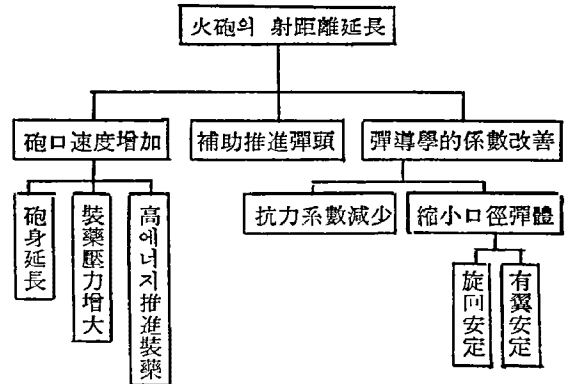 火砲의 射距離延長
砲口速度增加
補助推進彈頭
彈導學的係數改善
砲身延長
裝藥壓力增大
高에너지推進裝藥
抗力系數減少
縮小口徑彈體
旋回安定
有翼安定